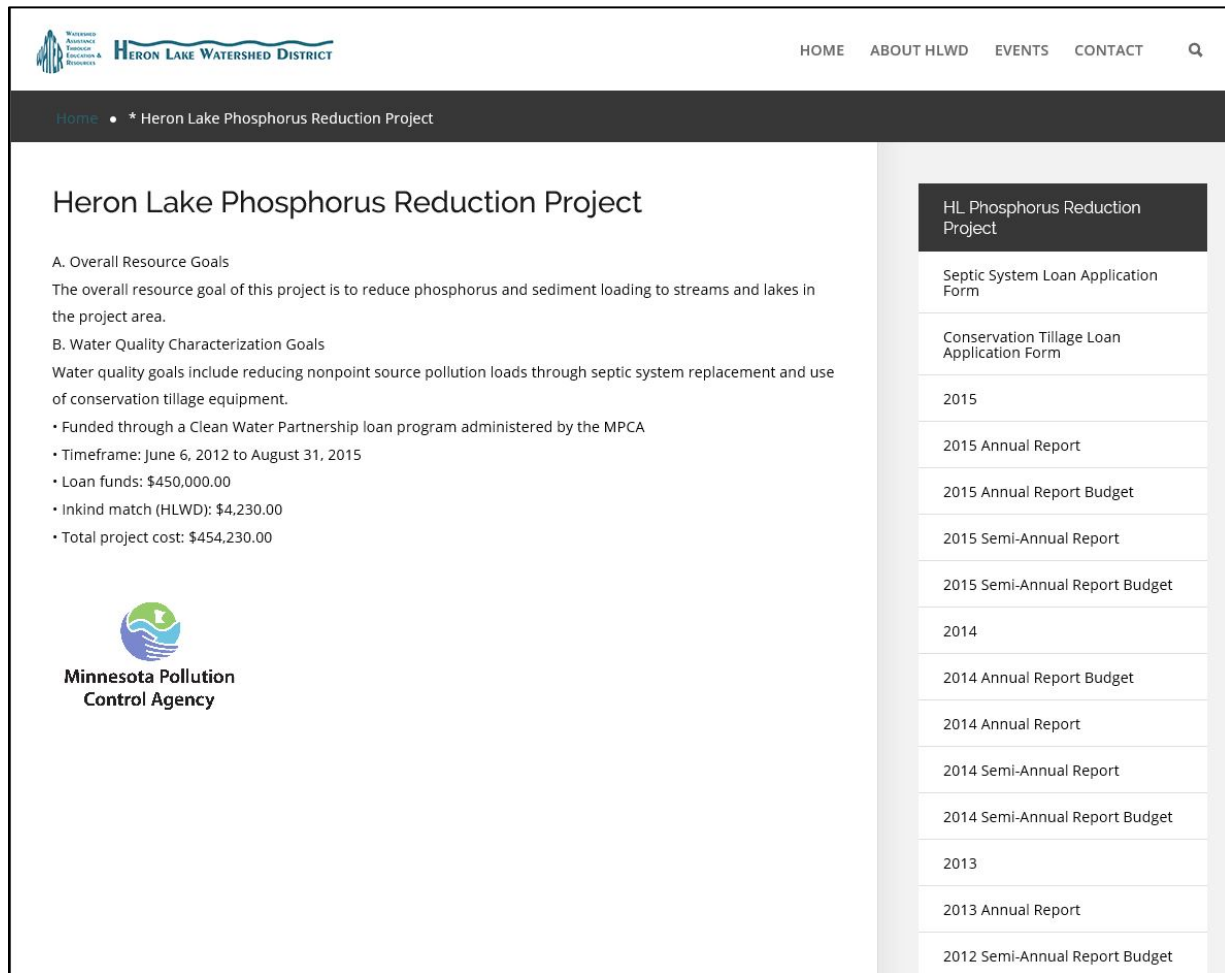 WATER
Watershed
Assistance
Through
Education &
Resources
Heron Lake Watershed District
HOME ABOUT HLWD EVENTS CONTACT
Home • * Heron Lake Phosphorus Reduction Project
Heron Lake Phosphorus Reduction Project
A. Overall Resource Goals
The overall resource goal of this project is to reduce phosphorus and sediment loading to streams and lakes in
the project area.
B. Water Quality Characterization Goals
Water quality goals include reducing nonpoint source pollution loads through septic system replacement and use
of conservation tillage equipment.
• Funded through a Clean Water Partnership loan program administered by the MPCA
• Timeframe: June 6, 2012 to August 31, 2015
• Loan funds: $450,000.00
• Inkind match (HLWD): $4,230.00
• Total project cost: $454,230.00
Minnesota Pollution
Control Agency
HL Phosphorus Reduction
Project
Septic System Loan Application
Form
Conservation Tillage Loan
Application Form
2015
2015 Annual Report
2015 Annual Report Budget
2015 Semi-Annual Report
2015 Semi-Annual Report Budget
2014
2014 Annual Report Budget
2014 Annual Report
2014 Semi-Annual Report
2014 Semi-Annual Report Budget
2013
2013 Annual Report
2012 Semi-Annual Report Budget